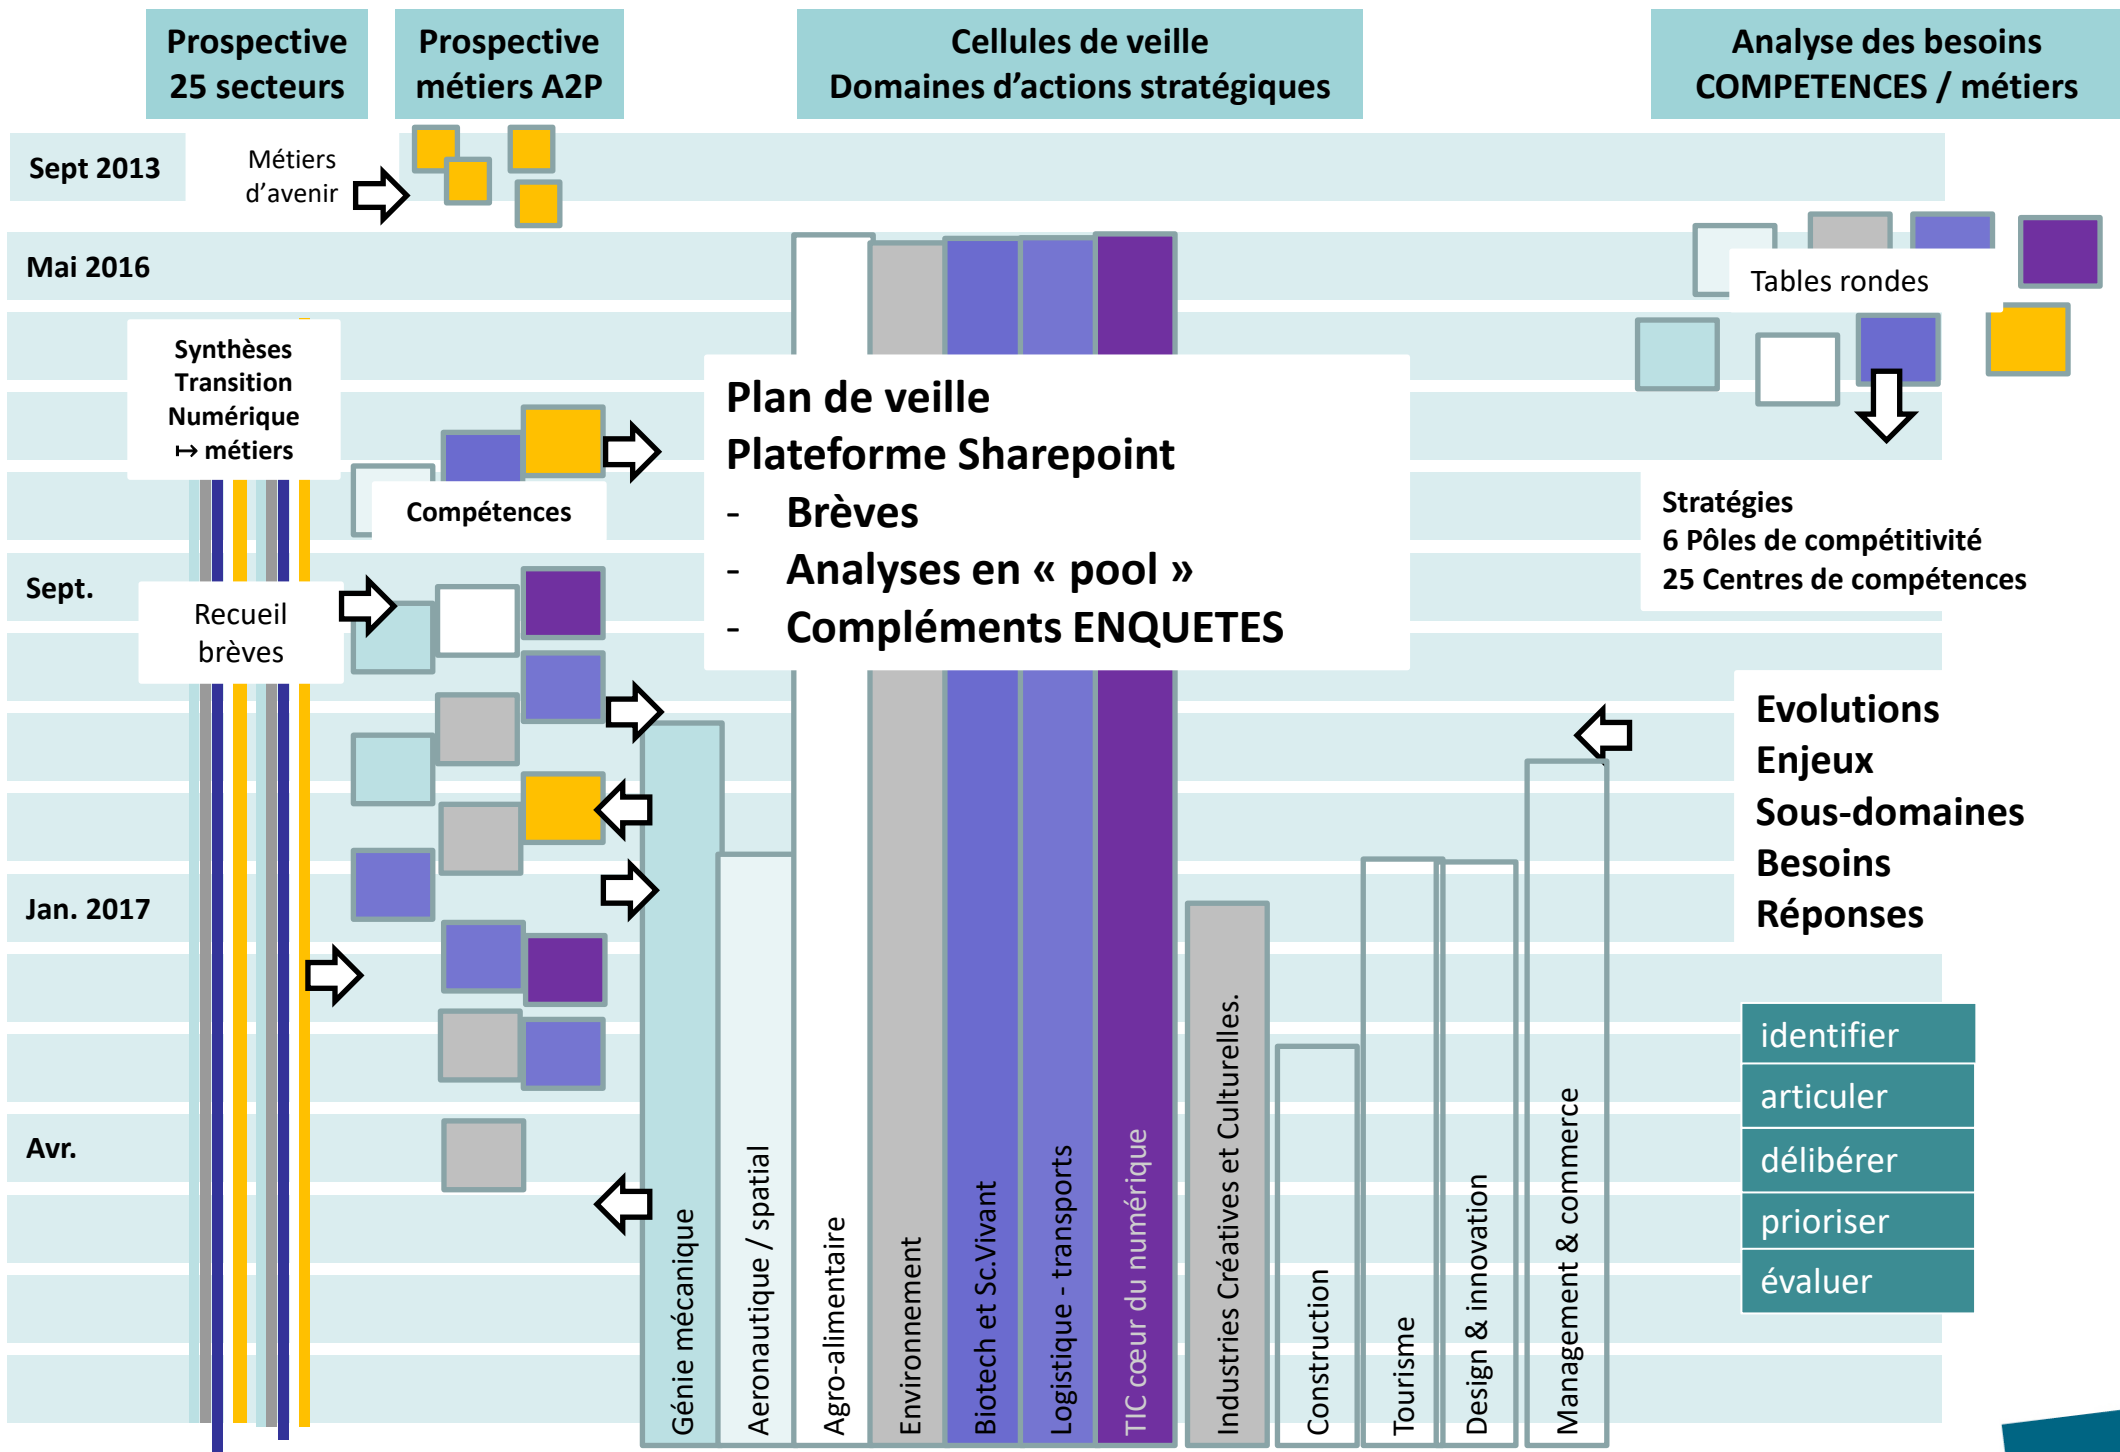 Prospective
25 secteurs
Prospective
métiers A2P
Cellules de veille
Domaines d’actions stratégiques
Analyse des besoins
COMPETENCES / métiers
Sept 2013
Métiers
d’avenir
Mai 2016
Tables rondes
Synthèses
Transition
Numérique
↦ métiers
Compétences
Plan de veille
Plateforme Sharepoint
- Brèves
- Analyses en « pool »
- Compléments ENQUETES
Stratégies
6 Pôles de compétitivité
25 Centres de compétences
Sept.
Recueil
brèves
Evolutions
Enjeux
Sous-domaines
Besoins
Réponses
Jan. 2017
Avr.
Génie mécanique
Aeronautique / spatial
Agro-alimentaire
Environnement
Biotech et Sc.Vivant
Logistique - transports
TIC cœur du numérique
Industries Créatives et Culturelles.
Construction
Tourisme
Design & innovation
Management & commerce
identifier
articuler
délibérer
prioriser
évaluer